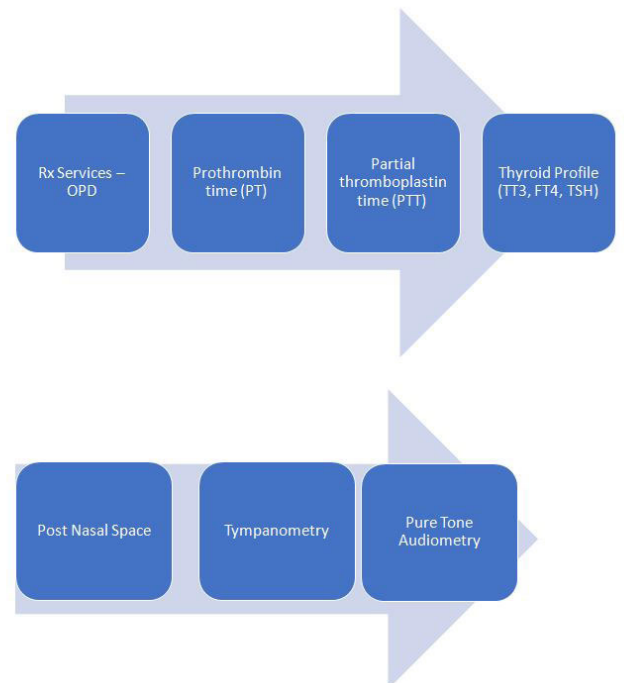 Rx Services –
OPD
Prothrombin
time (PT)
Partial
thromboplastin
time (PTT)
Thyroid Profile
(TT3, FT4, TSH)
Post Nasal Space
Tympanometry
Pure Tone
Audiometry